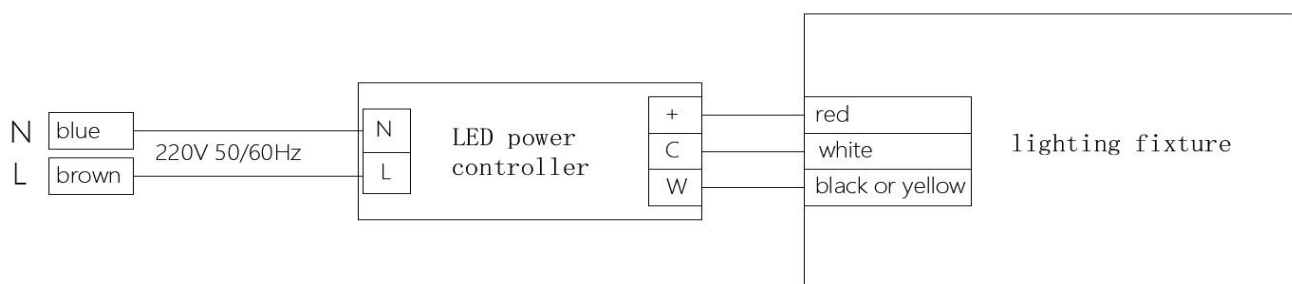 N blue
L brown
220V 50/60Hz
N
L
LED power
controller
+
C
W
red
white
black or yellow
lighting fixture